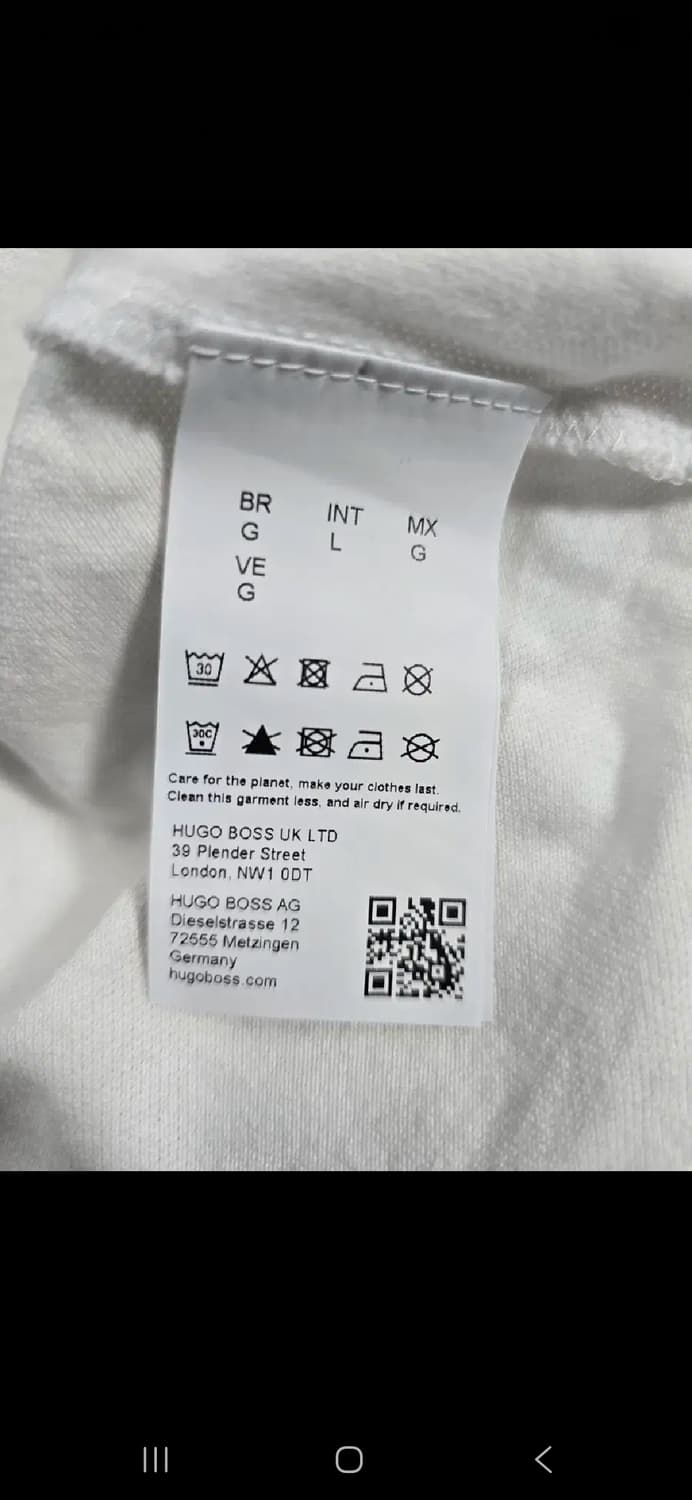 BR INT MX
G L G
VE
G
30
30C
Care for the planet, make your clothes last.
Clean this garment less, and air dry if required.
HUGO BOSS UK LTD
39 Plender Street
London, NW1 0DT
HUGO BOSS AG
Dieselstrasse 12
72555 Metzingen
Germany
hugoboss.com